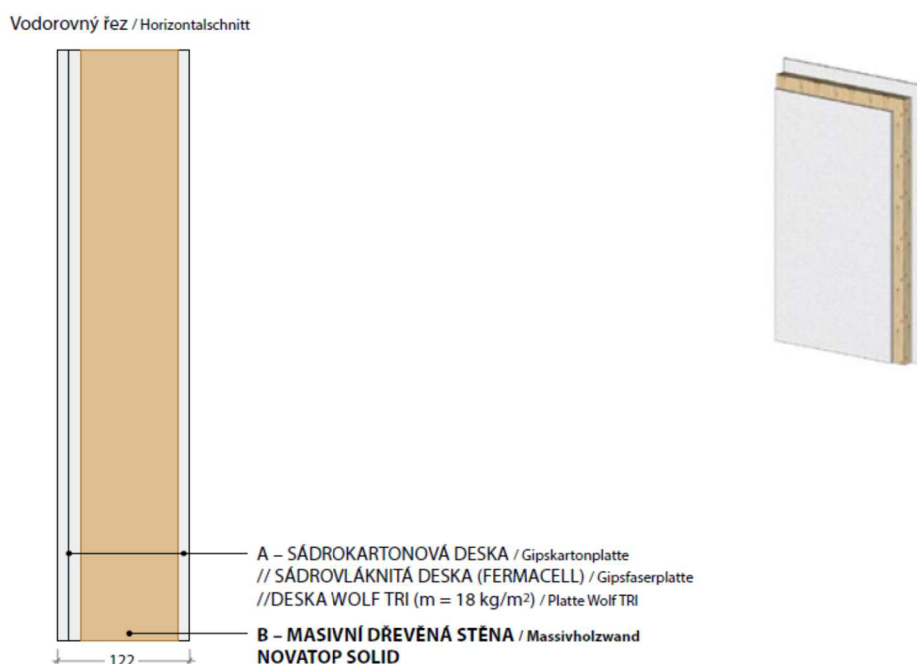 Vodorovný řez / Horizontalschnitt
A – SÁDROKARTONOVÁ DESKA / Gipskartonplatte
// SÁDROVLÁKNITÁ DESKA (FERMACELL) / Gipsfaserplatte
//DESKA WOLF TRI (m = 18 kg/m²) / Platte Wolf TRI
B – MASIVNÍ DŘEVĚNÁ STĚNA / Massivholzwand
NOVATOP SOLID
122